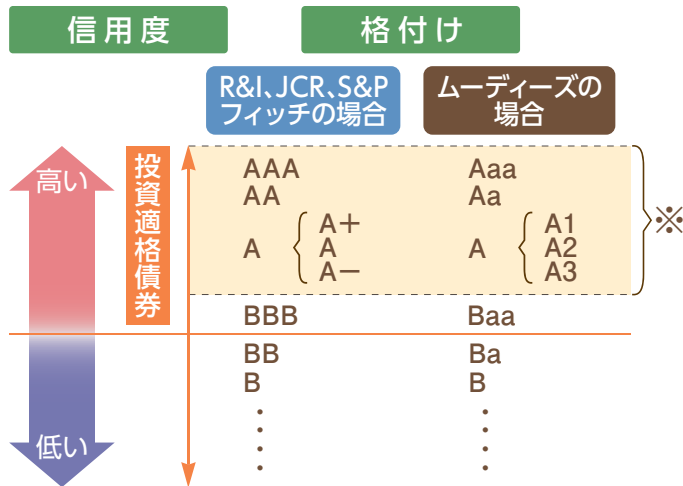 信用度
格付け
R&I、JCR、S&P
フィッチの場合
ムーディーズの
場合
高い
低い
投資適格債券
AAA
Aaa
AA
Aa
A
A+
A
A−
A
A1
A2
A3
※
BBB
Baa
BB
Ba
B
B